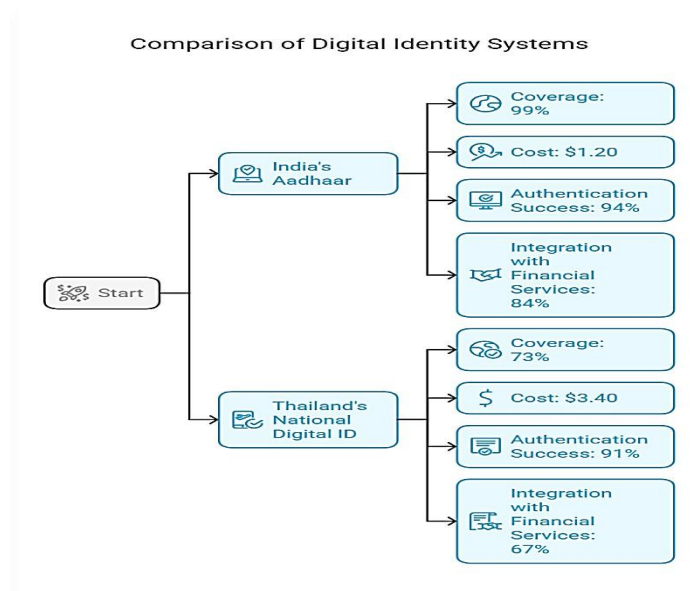 Comparison of Digital Identity Systems
Start
India's
Aadhaar
Coverage:
99%
Cost: $1.20
Authentication
Success: 94%
Integration
with
Financial
Services:
84%
Thailand's
National
Digital ID
Coverage:
73%
Cost: $3.40
Authentication
Success: 91%
Integration
with
Financial
Services:
67%